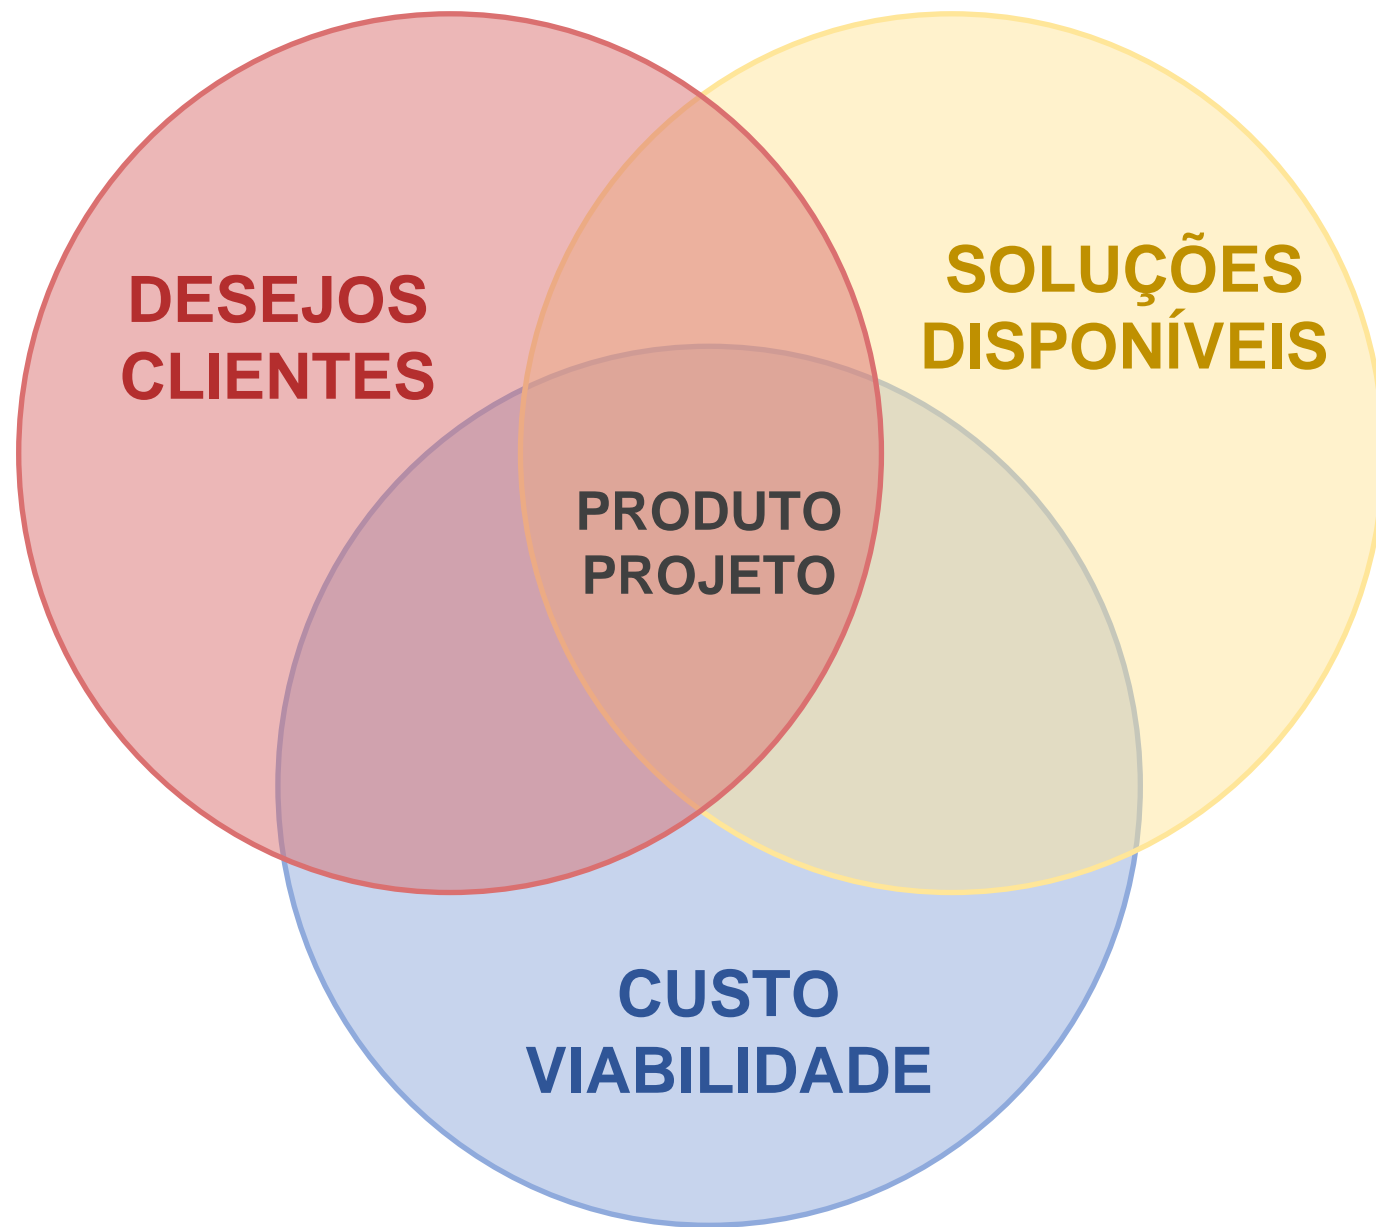 DESEJOS
CLIENTES
SOLUÇÕES
DISPONÍVEIS
PRODUTO
PROJETO
CUSTO
VIABILIDADE